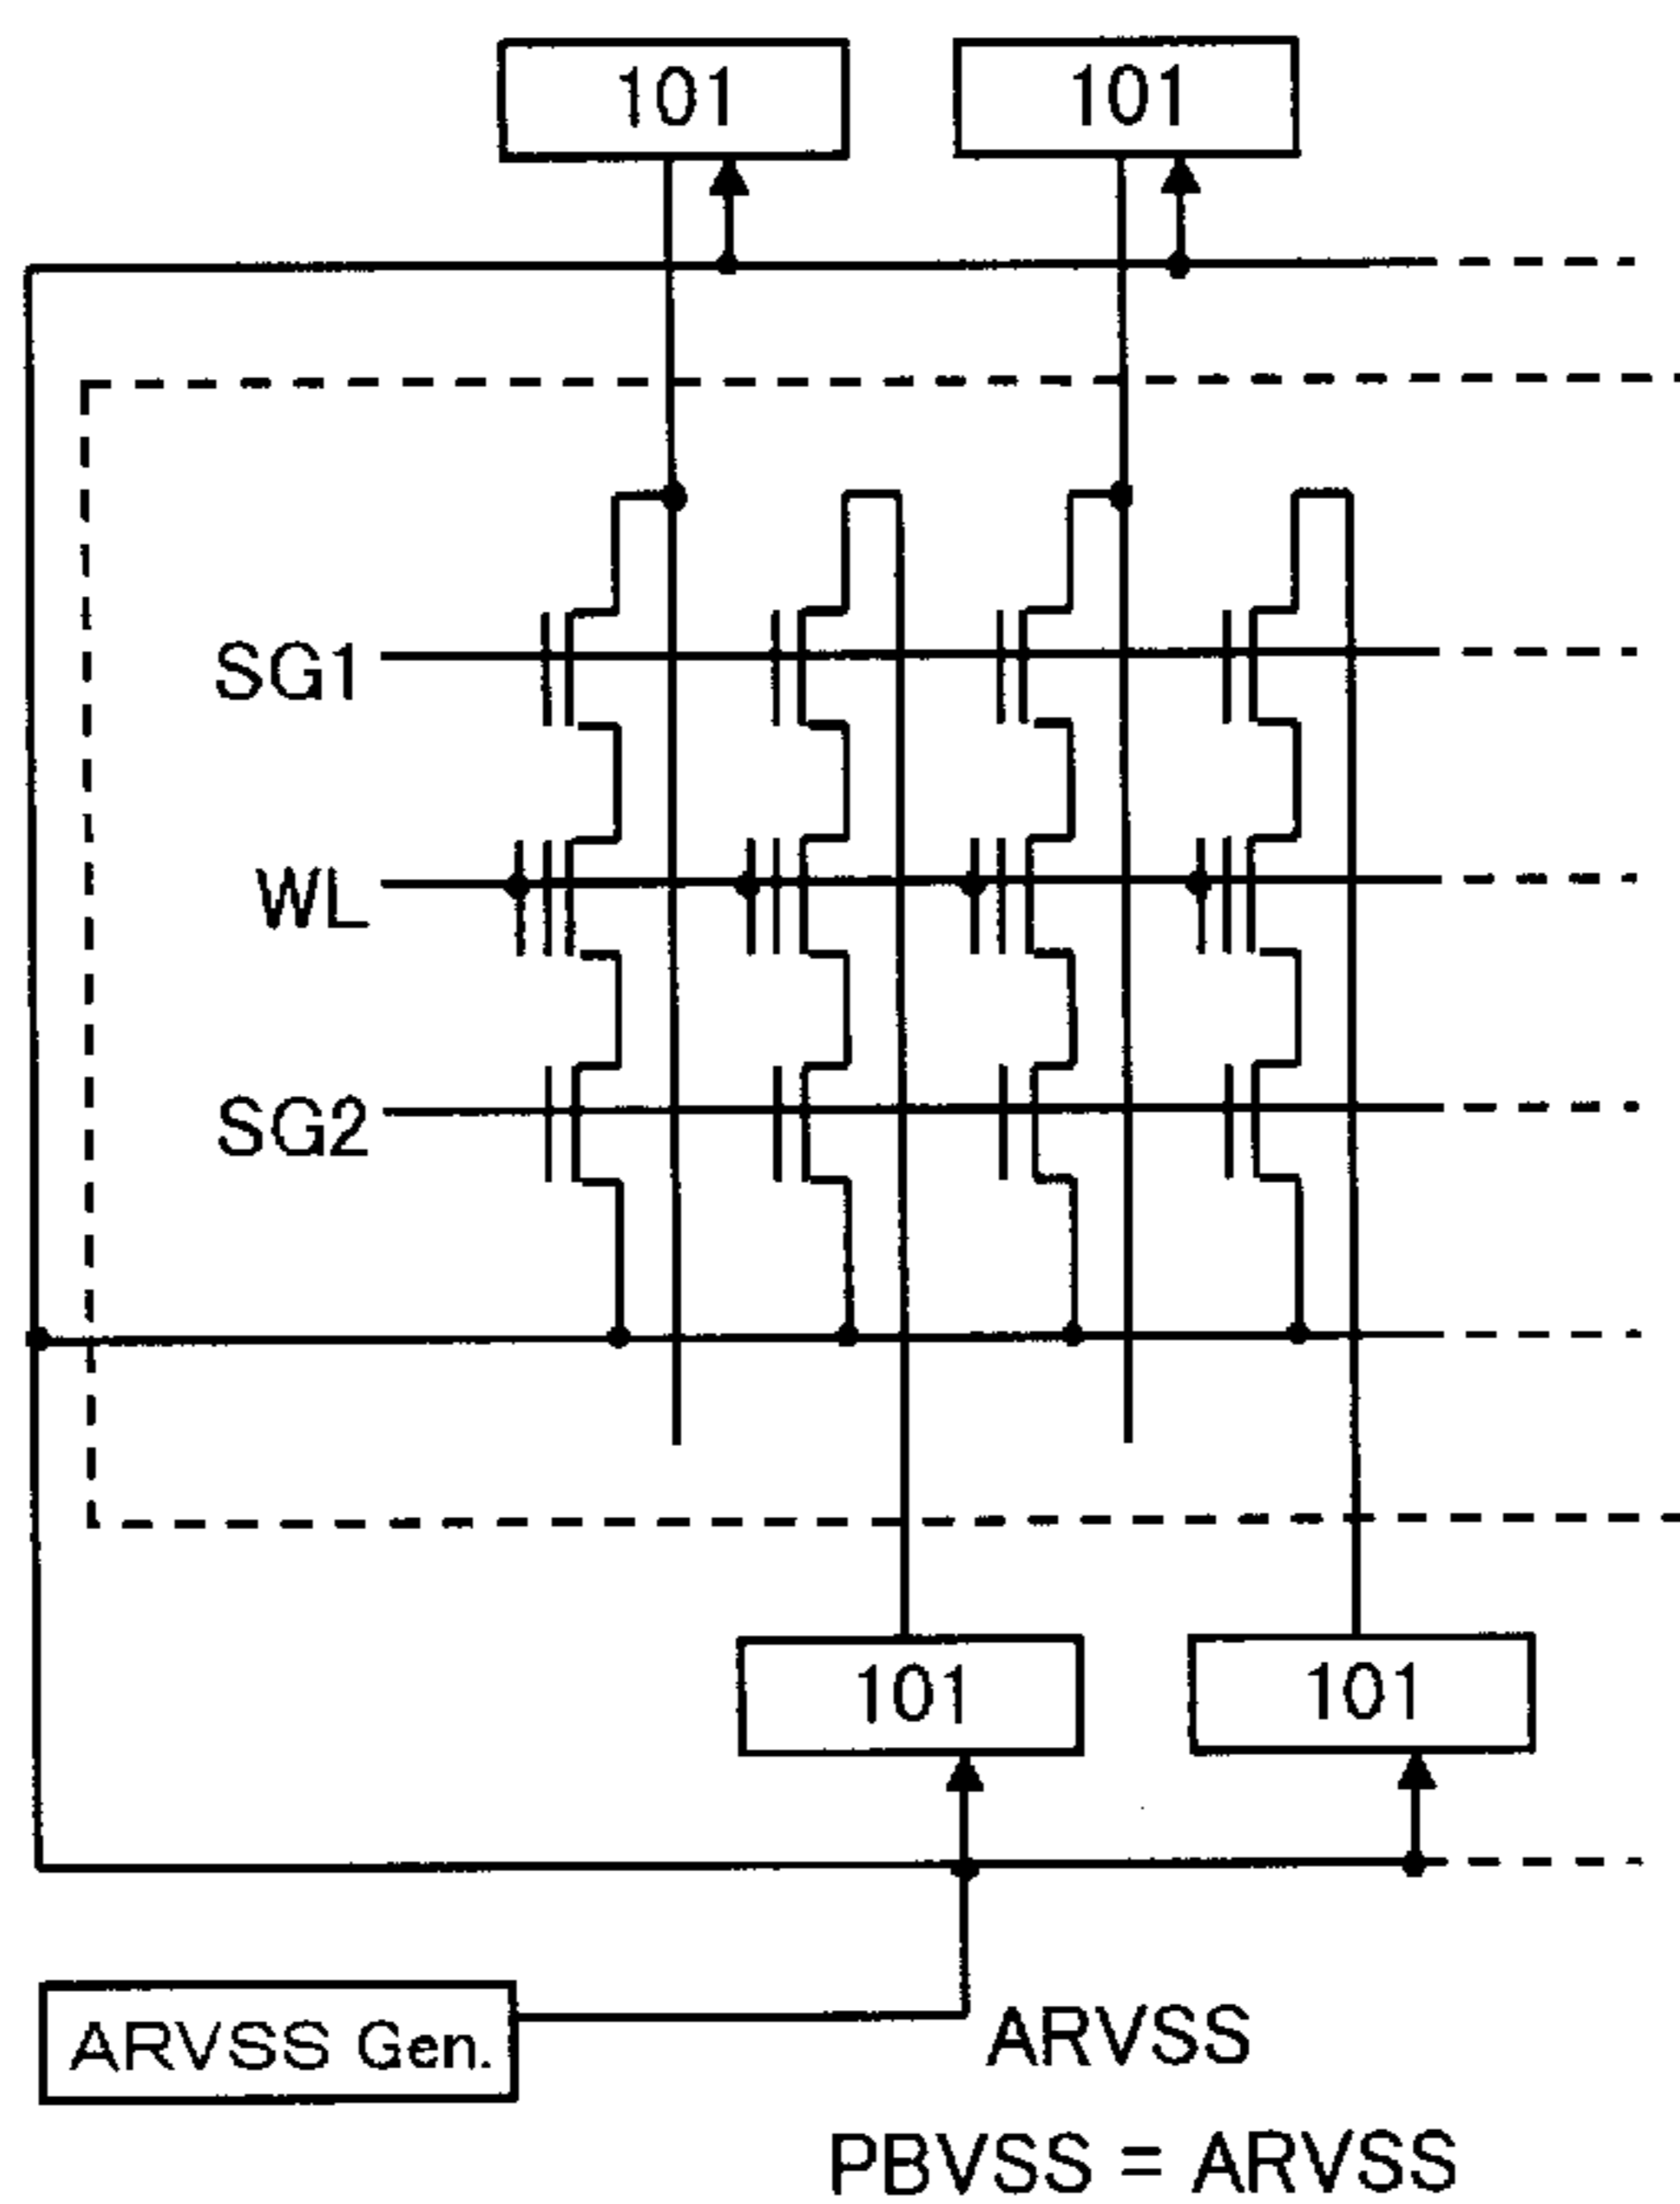 101 101
SG1
WL
SG2
101 101
ARVSS Gen.
ARVSS
PBVSS = ARVSS